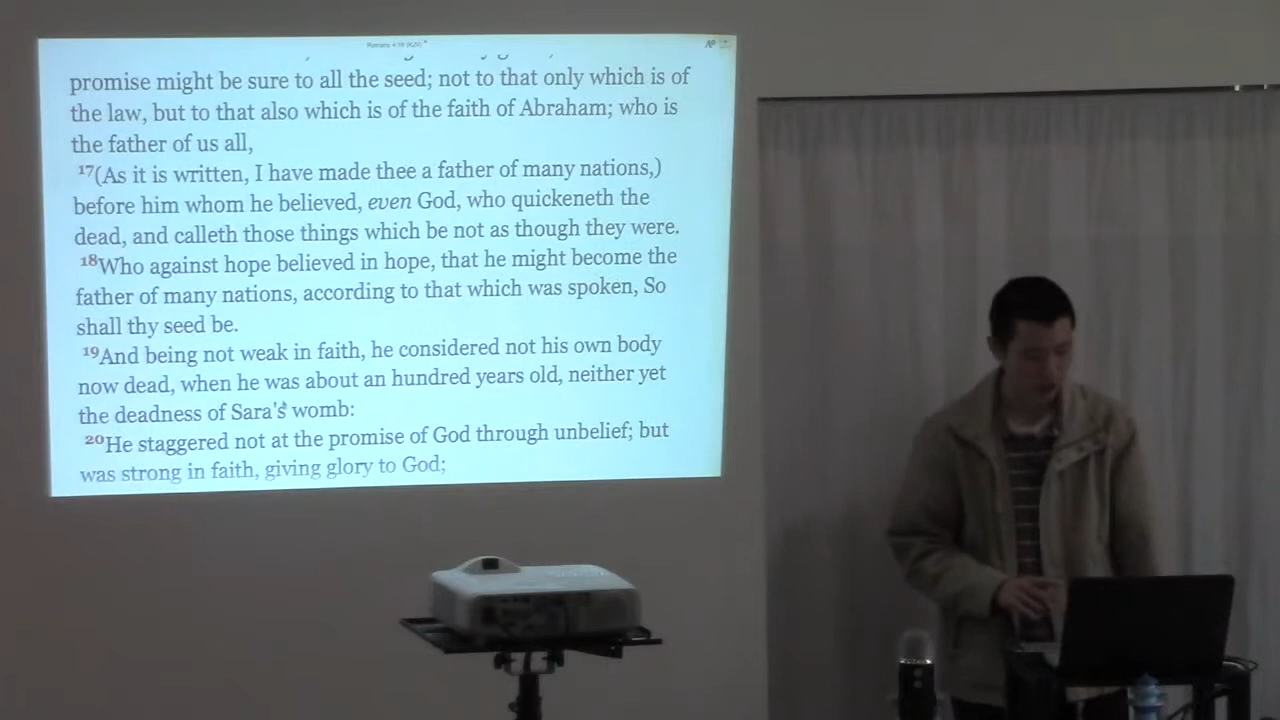 Romans 4:16 (KJV)
promise might be sure to all the seed; not to that only which is of
the law, but to that also which is of the faith of Abraham; who is
the father of us all,
17(As it is written, I have made thee a father of many nations,)
before him whom he believed, even God, who quickeneth the
dead, and calleth those things which be not as though they were.
18Who against hope believed in hope, that he might become the
father of many nations, according to that which was spoken, So
shall thy seed be.
19And being not weak in faith, he considered not his own body
now dead, when he was about an hundred years old, neither yet
the deadness of Sara's womb:
20He staggered not at the promise of God through unbelief; but
was strong in faith, giving glory to God;